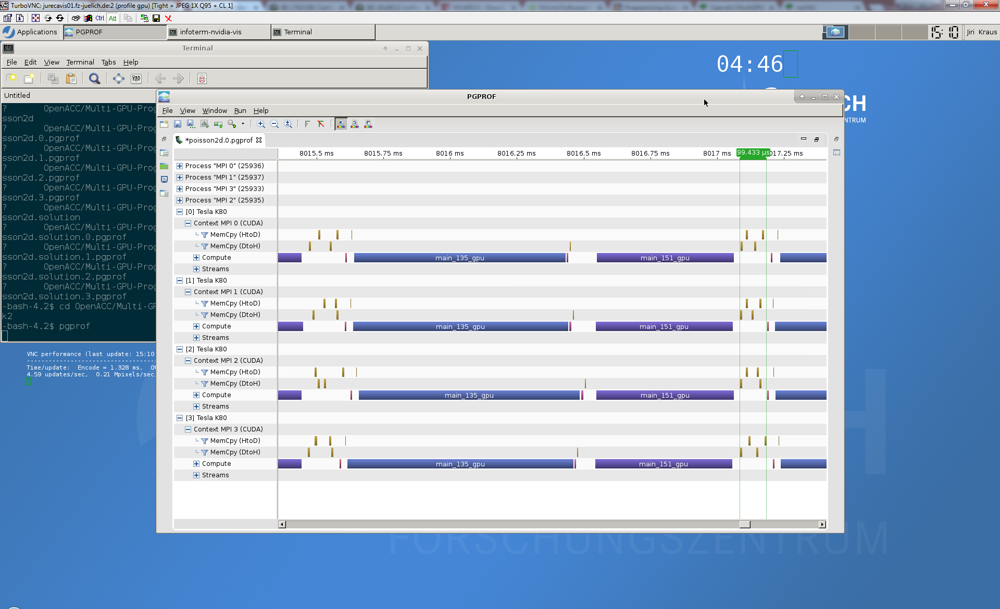 TurboVNC: jurecavis01.fz-juelich.de:2 (profile gpu) [Tight + JPEG 1X Q95 + CL 1]
Ctrl Alt
Applications PGPROF infoterm-nvidia-vis Terminal 15:10 Jiri Kraus
Terminal
File Edit View Terminal Tabs Help
04:46
Untitled
? OpenACC/Multi-GPU-Prog
sson2d
? OpenACC/Multi-GPU-Prog
sson2d.0.pgprof
? OpenACC/Multi-GPU-Prog
sson2d.1.pgprof
? OpenACC/Multi-GPU-Prog
sson2d.2.pgprof
? OpenACC/Multi-GPU-Prog
sson2d.3.pgprof
? OpenACC/Multi-GPU-Prog
sson2d.solution
? OpenACC/Multi-GPU-Prog
sson2d.solution.0.pgprof
? OpenACC/Multi-GPU-Prog
sson2d.solution.1.pgprof
? OpenACC/Multi-GPU-Prog
sson2d.solution.2.pgprof
? OpenACC/Multi-GPU-Prog
sson2d.solution.3.pgprof
-bash-4.2$ cd OpenACC/Multi-GP
k2
-bash-4.2$ pgprof
VNC performance (last update: 15:10
Time/update: Encode = 1.328 ms, Ot
4.59 updates/sec, 0.21 Mpixels/sec,
PGPROF
CH
NTRUM
File View Window Run Help
K S P
*poisson2d.0.pgprof
8015.5 ms 8015.75 ms 8016 ms 8016.25 ms 8016.5 ms 8016.75 ms 8017 ms 99.433 µs 017.25 ms
Process "MPI 0" (25936)
Process "MPI 1" (25937)
Process "MPI 3" (25933)
Process "MPI 2" (25935)
[0] Tesla K80
Context MPI 0 (CUDA)
MemCpy (HtoD)
MemCpy (DtoH)
Compute main_135_gpu main_151_gpu
Streams
[1] Tesla K80
Context MPI 1 (CUDA)
MemCpy (HtoD)
MemCpy (DtoH)
Compute main_135_gpu main_151_gpu
Streams
[2] Tesla K80
Context MPI 2 (CUDA)
MemCpy (HtoD)
MemCpy (DtoH)
Compute main_135_gpu main_151_gpu
Streams
[3] Tesla K80
Context MPI 3 (CUDA)
MemCpy (HtoD)
MemCpy (DtoH)
Compute main_135_gpu main_151_gpu
Streams
H
FORSCHUNGSZENTRUM